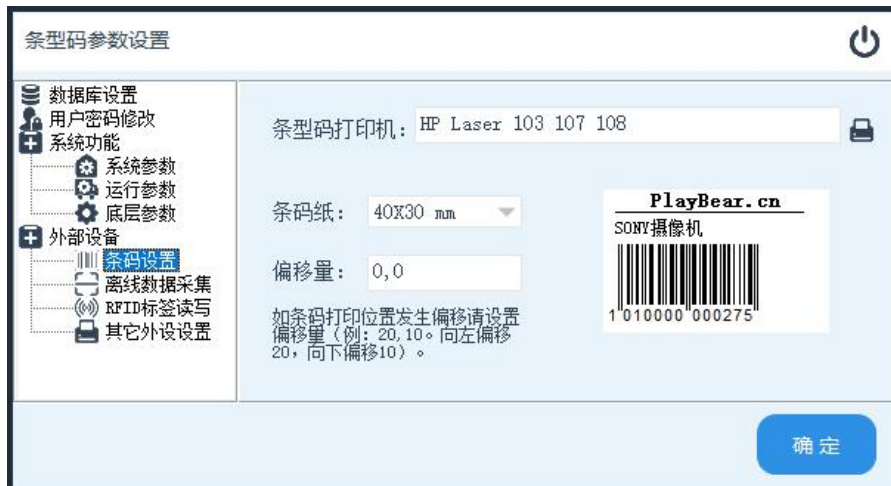 条型码参数设置
数据库设置
用户密码修改
系统功能
系统参数
运行参数
底层参数
外部设备
条码设置
离线数据采集
RFID标签读写
其它外设设置
条型码打印机：
HP Laser 103 107 108
条码纸：
40X30 mm
偏移量：
0,0
如条码打印位置发生偏移请设置
偏移量（例：20,10。向左偏移
20，向下偏移10）。
PlayBear.cn
SONY摄像机
1 010000 000275
确定